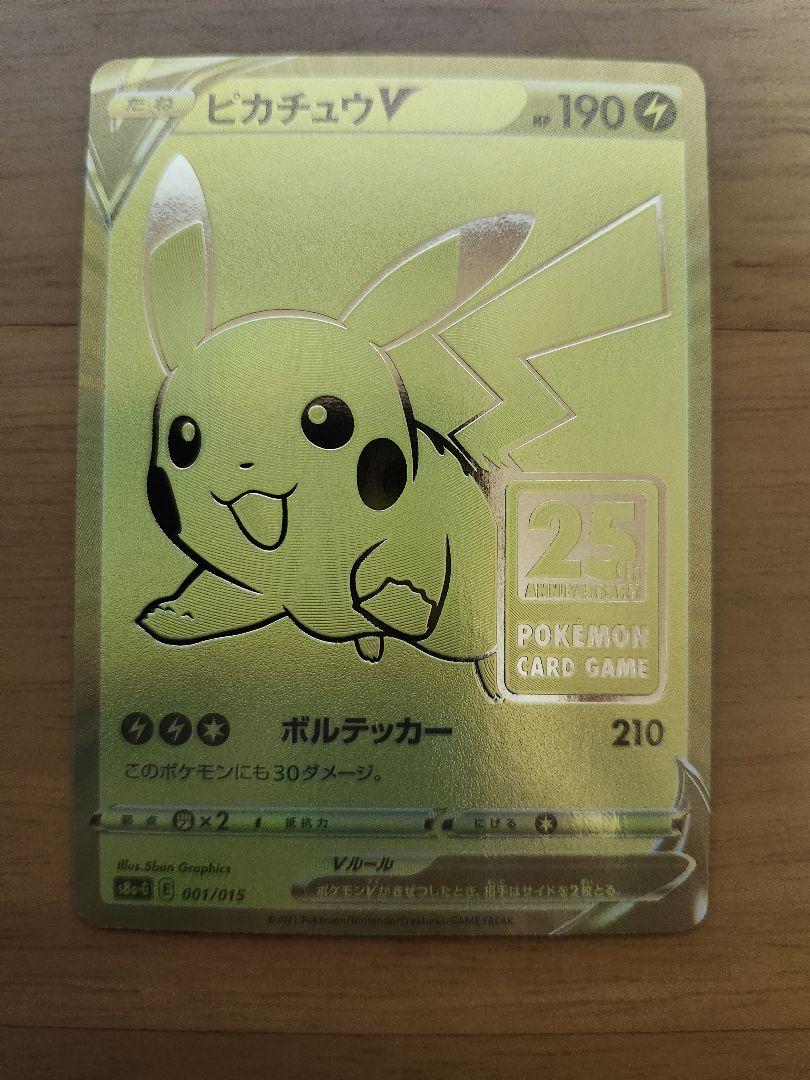 たね ピカチュウV HP 190
25th
ANNIVERSARY
POKÉMON
CARD GAME
ボルテッカー 210
このポケモンにも30ダメージ。
弱点 ×2 抵抗力 にげる
illus.5ban Graphics
Vルール
s8a-G E 001/015
ポケモンVがきぜつしたとき、相手はサイドを2枚とる。
©2021 Pokémon/Nintendo/Creatures/GAME FREAK